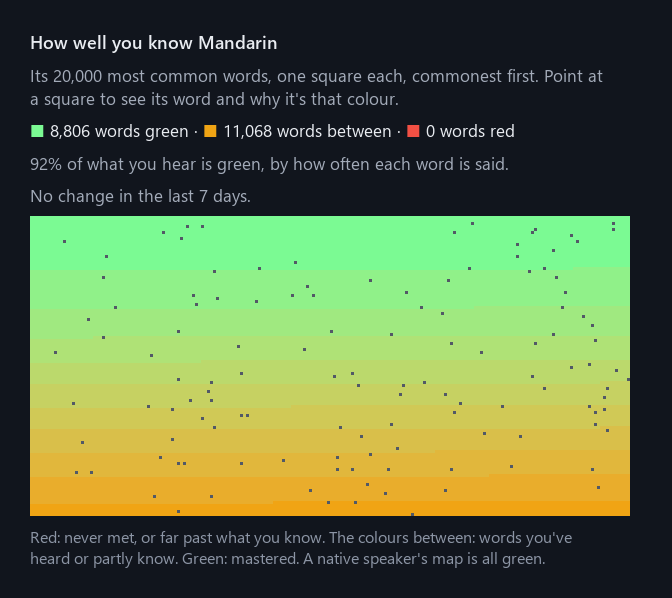 How well you know Mandarin
Its 20,000 most common words, one square each, commonest first. Point at
a square to see its word and why it's that colour.
8,806 words green · 11,068 words between · 0 words red
92% of what you hear is green, by how often each word is said.
No change in the last 7 days.
Red: never met, or far past what you know. The colours between: words you've
heard or partly know. Green: mastered. A native speaker's map is all green.